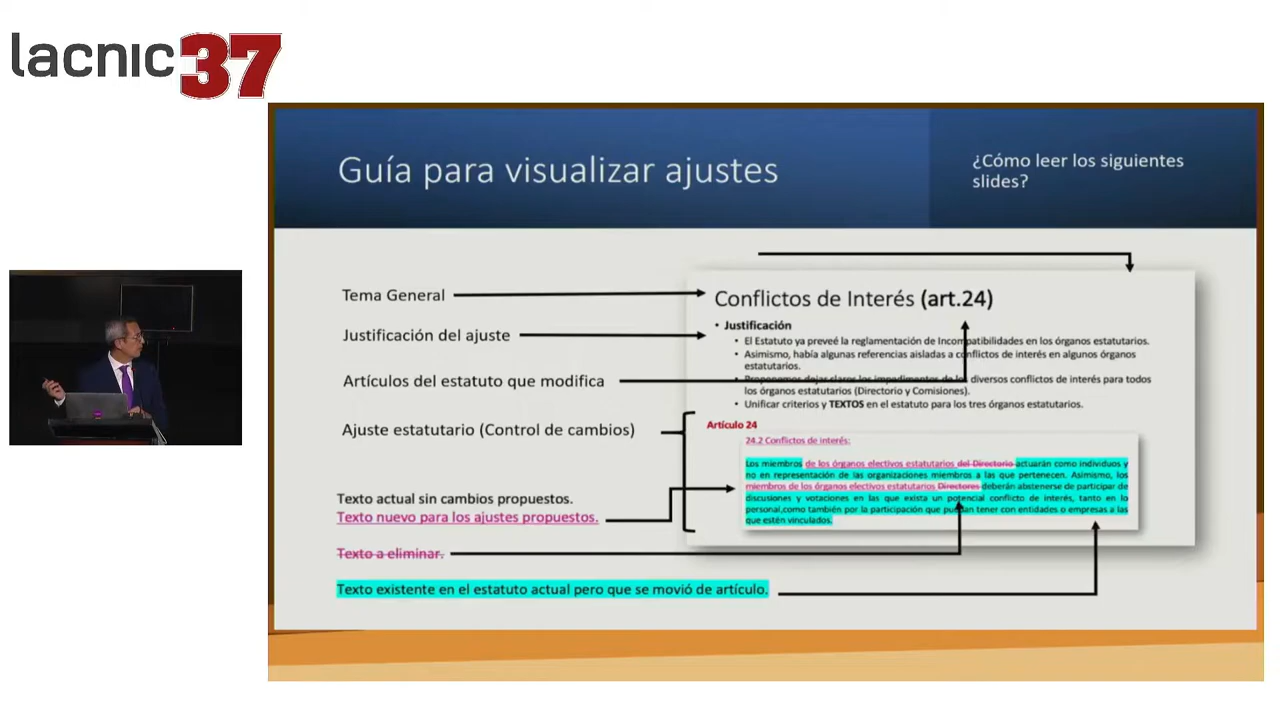 lacnic 37
Guía para visualizar ajustes
¿Cómo leer los siguientes
slides?
Tema General
Justificación del ajuste
Artículos del estatuto que modifica
Ajuste estatutario (Control de cambios)
Texto actual sin cambios propuestos.
Texto nuevo para los ajustes propuestos.
Texto a eliminar.
Texto existente en el estatuto actual pero que se movió de artículo.
Conflictos de Interés (art.24)
• Justificación
• El Estatuto ya preveé la reglamentación de Incompatibilidades en los órganos estatutarios.
• Asimismo, había algunas referencias aisladas a conflictos de interés en algunos órganos
estatutarios.
• Proponemos dejar claros los impedimentos de los diversos conflictos de interés para todos
los órganos estatutarios (Directorio y Comisiones).
• Unificar criterios y TEXTOS en el estatuto para los tres órganos estatutarios.
Artículo 24
24.2 Conflictos de interés:
Los miembros de los órganos electivos estatutarios del Directorio actuarán como individuos y
no en representación de las organizaciones miembros a las que pertenecen. Asimismo, los
miembros de los órganos electivos estatutarios Directores deberán abstenerse de participar de
discusiones y votaciones en las que exista un potencial conflicto de interés, tanto en lo
personal,como también por la participación que puedan tener con entidades o empresas a las
que estén vinculados.